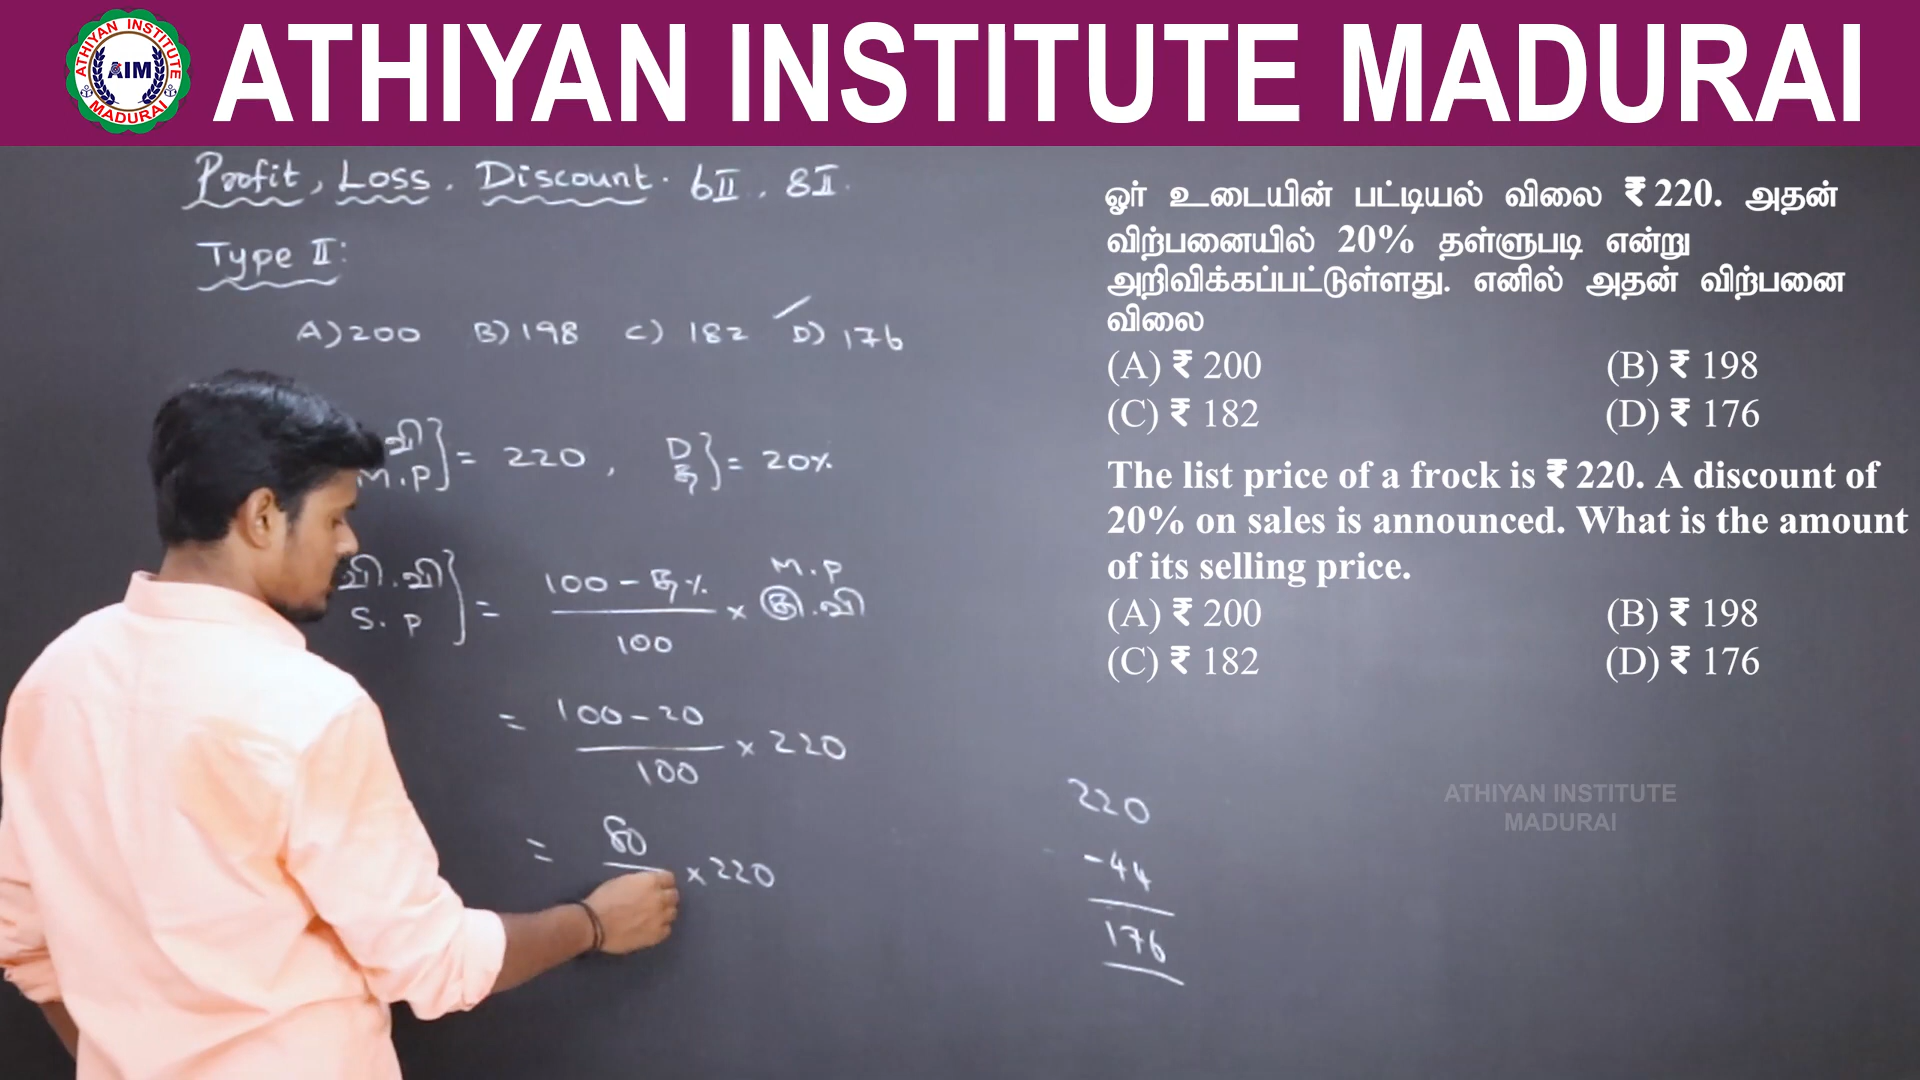 ATHIYAN INSTITUTE MADURAI
ATHIYAN INSTITUTE
AIM
MADURAI
Profit, Loss, Discount. 6II, 8I.
Type II:
A) 200 B) 198 C) 182 D) 176
வி
M.P } = 220 , D
த } = 20%
வி.வி
S.P } = 100 - த% / 100 × M.P
கு.வி
= 100 - 20 / 100 × 220
= 80 × 220
220
- 44
176
ஓர் உடையின் பட்டியல் விலை ₹ 220. அதன்
விற்பனையில் 20% தள்ளுபடி என்று
அறிவிக்கப்பட்டுள்ளது. எனில் அதன் விற்பனை
விலை
(A) ₹ 200 (B) ₹ 198
(C) ₹ 182 (D) ₹ 176
The list price of a frock is ₹ 220. A discount of
20% on sales is announced. What is the amount
of its selling price.
(A) ₹ 200 (B) ₹ 198
(C) ₹ 182 (D) ₹ 176
ATHIYAN INSTITUTE
MADURAI